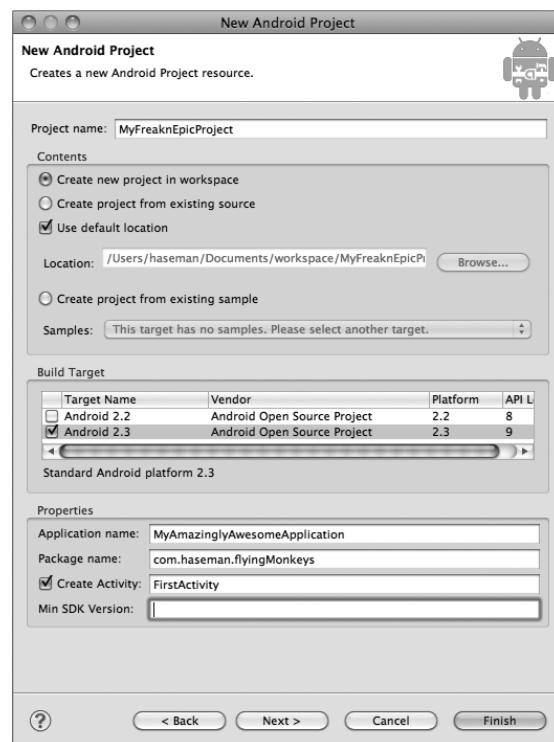 New Android Project
New Android Project
Creates a new Android Project resource.
Project name: MyFreaknEpicProject
Contents
Create new project in workspace
Create project from existing source
Use default location
Location: /Users/haseman/Documents/workspace/MyFreaknEpicPr Browse...
Create project from existing sample
Samples: This target has no samples. Please select another target.
Build Target
Target Name Vendor Platform API L
Android 2.2 Android Open Source Project 2.2 8
Android 2.3 Android Open Source Project 2.3 9
Standard Android platform 2.3
Properties
Application name: MyAmazinglyAwesomeApplication
Package name: com.haseman.flyingMonkeys
Create Activity: FirstActivity
Min SDK Version:
? < Back Next > Cancel Finish